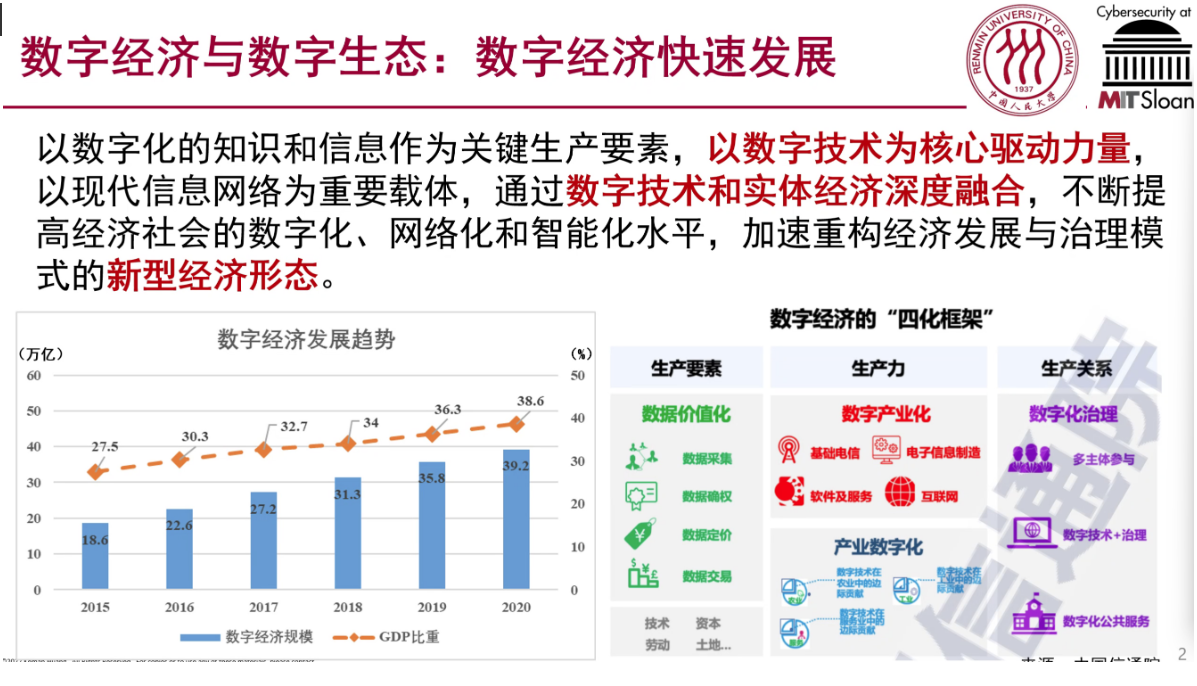 数字经济与数字生态：数字经济快速发展
RENMIN UNIVERSITY OF CHINA
1937
中国人民大学
Cybersecurity at
MIT Sloan
以数字化的知识和信息作为关键生产要素，以数字技术为核心驱动力量，
以现代信息网络为重要载体，通过数字技术和实体经济深度融合，不断提
高经济社会的数字化、网络化和智能化水平，加速重构经济发展与治理模
式的新型经济形态。
数字经济发展趋势
（万亿）
（%）
60
50
40
30
20
10
0
50
40
30
20
10
0
27.5
30.3
32.7
34
36.3
38.6
18.6
22.6
27.2
31.3
35.8
39.2
2015
2016
2017
2018
2019
2020
数字经济规模
GDP比重
数字经济的“四化框架”
生产要素
数据价值化
数据采集
数据确权
数据定价
数据交易
技术 资本
劳动 土地...
生产力
数字产业化
基础电信
电子信息制造
软件及服务
互联网
产业数字化
数字技术在
农业中的边
际贡献
农业
数字技术在
工业中的边
际贡献
工业
数字技术在
服务业中的
边际贡献
生产关系
数字化治理
多主体参与
数字技术+治理
数字化公共服务
信通院
2